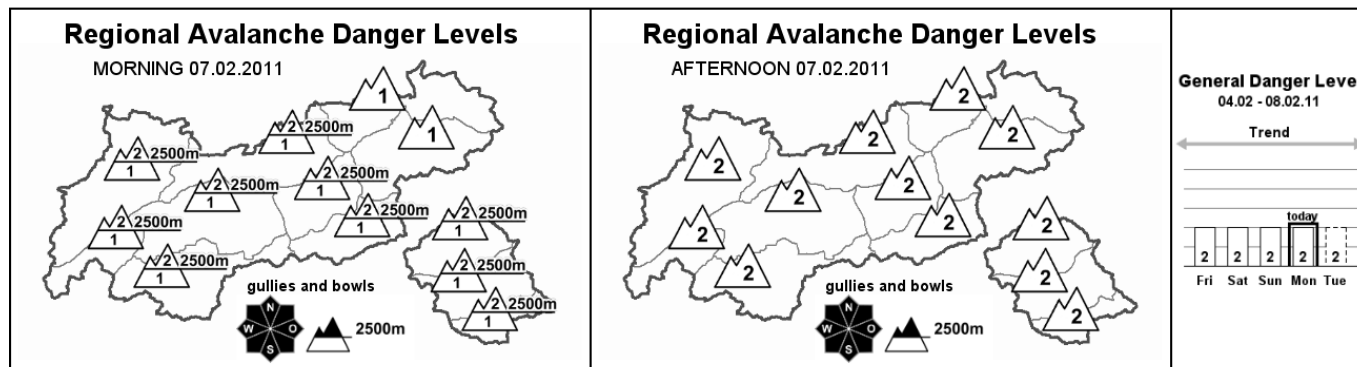 Regional Avalanche Danger Levels
MORNING 07.02.2011
1
1
2 2500m
1
2 2500m
1
2 2500m
1
2 2500m
1
2 2500m
1
2 2500m
1
2 2500m
1
2 2500m
1
2 2500m
1
2 2500m
1
gullies and bowls
N
W O
S
2500m
Regional Avalanche Danger Levels
AFTERNOON 07.02.2011
2
2
2
2
2
2
2
2
2
2
2
2
gullies and bowls
N
W O
S
2500m
General Danger Leve
04.02 - 08.02.11
Trend
today
2 2 2 2 2
Fri Sat Sun Mon Tue